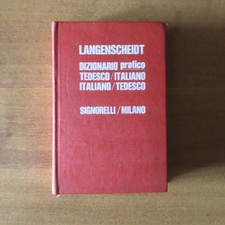 LANGENSCHEIDT
DIZIONARIO pratico
TEDESCO/ITALIANO
ITALIANO/TEDESCO
SIGNORELLI/MILANO